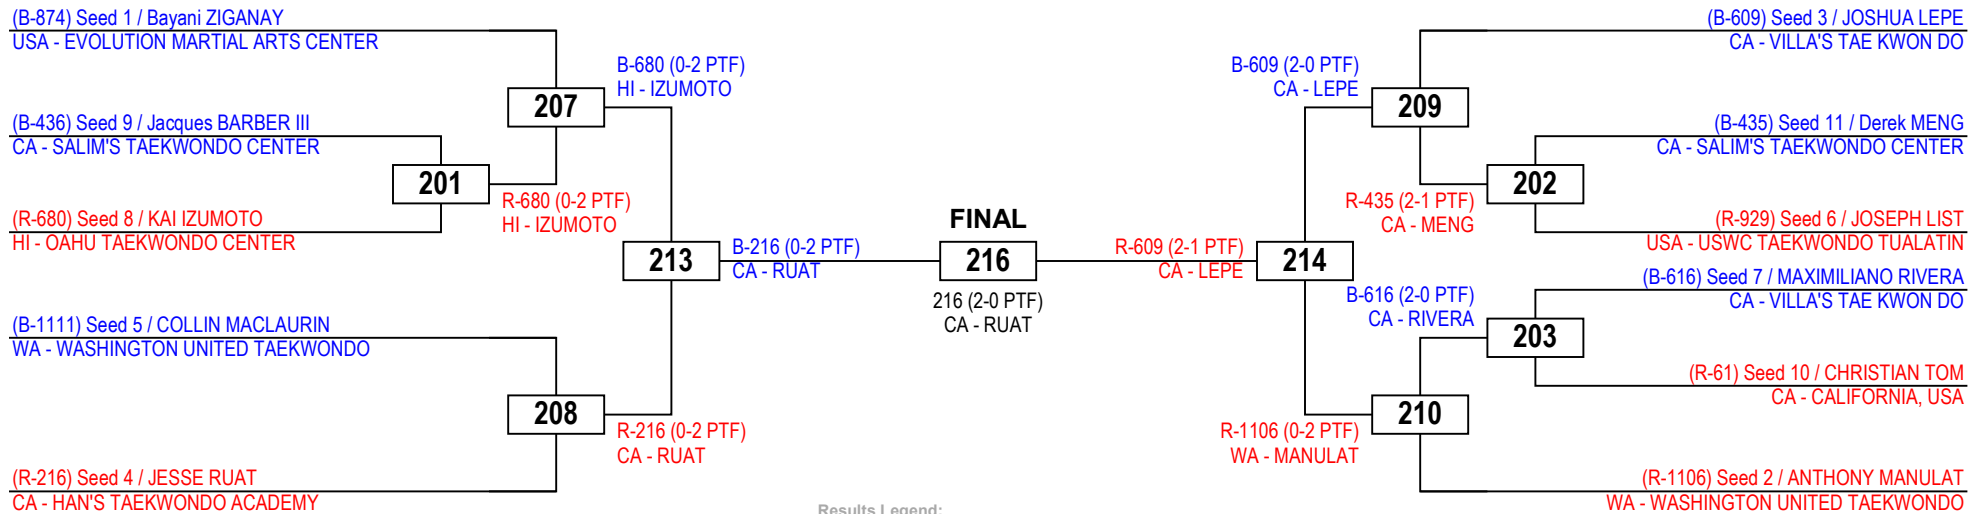 (B-874) Seed 1 / Bayani ZIGANAY
USA - EVOLUTION MARTIAL ARTS CENTER
(B-436) Seed 9 / Jacques BARBER III
CA - SALIM'S TAEKWONDO CENTER
(R-680) Seed 8 / KAI IZUMOTO
HI - OAHU TAEKWONDO CENTER
(B-1111) Seed 5 / COLLIN MACLAURIN
WA - WASHINGTON UNITED TAEKWONDO
(R-216) Seed 4 / JESSE RUAT
CA - HAN'S TAEKWONDO ACADEMY
201
R-680 (0-2 PTF)
HI - IZUMOTO
207
208
B-680 (0-2 PTF)
HI - IZUMOTO
R-216 (0-2 PTF)
CA - RUAT
213
B-216 (0-2 PTF)
CA - RUAT
FINAL
216
216 (2-0 PTF)
CA - RUAT
Results Legend:
R-609 (2-1 PTF)
CA - LEPE
214
B-609 (2-0 PTF)
CA - LEPE
R-1106 (0-2 PTF)
WA - MANULAT
209
210
R-435 (2-1 PTF)
CA - MENG
B-616 (2-0 PTF)
CA - RIVERA
202
203
(B-609) Seed 3 / JOSHUA LEPE
CA - VILLA'S TAE KWON DO
(B-435) Seed 11 / Derek MENG
CA - SALIM'S TAEKWONDO CENTER
(R-929) Seed 6 / JOSEPH LIST
USA - USWC TAEKWONDO TUALATIN
(B-616) Seed 7 / MAXIMILIANO RIVERA
CA - VILLA'S TAE KWON DO
(R-61) Seed 10 / CHRISTIAN TOM
CA - CALIFORNIA, USA
(R-1106) Seed 2 / ANTHONY MANULAT
WA - WASHINGTON UNITED TAEKWONDO